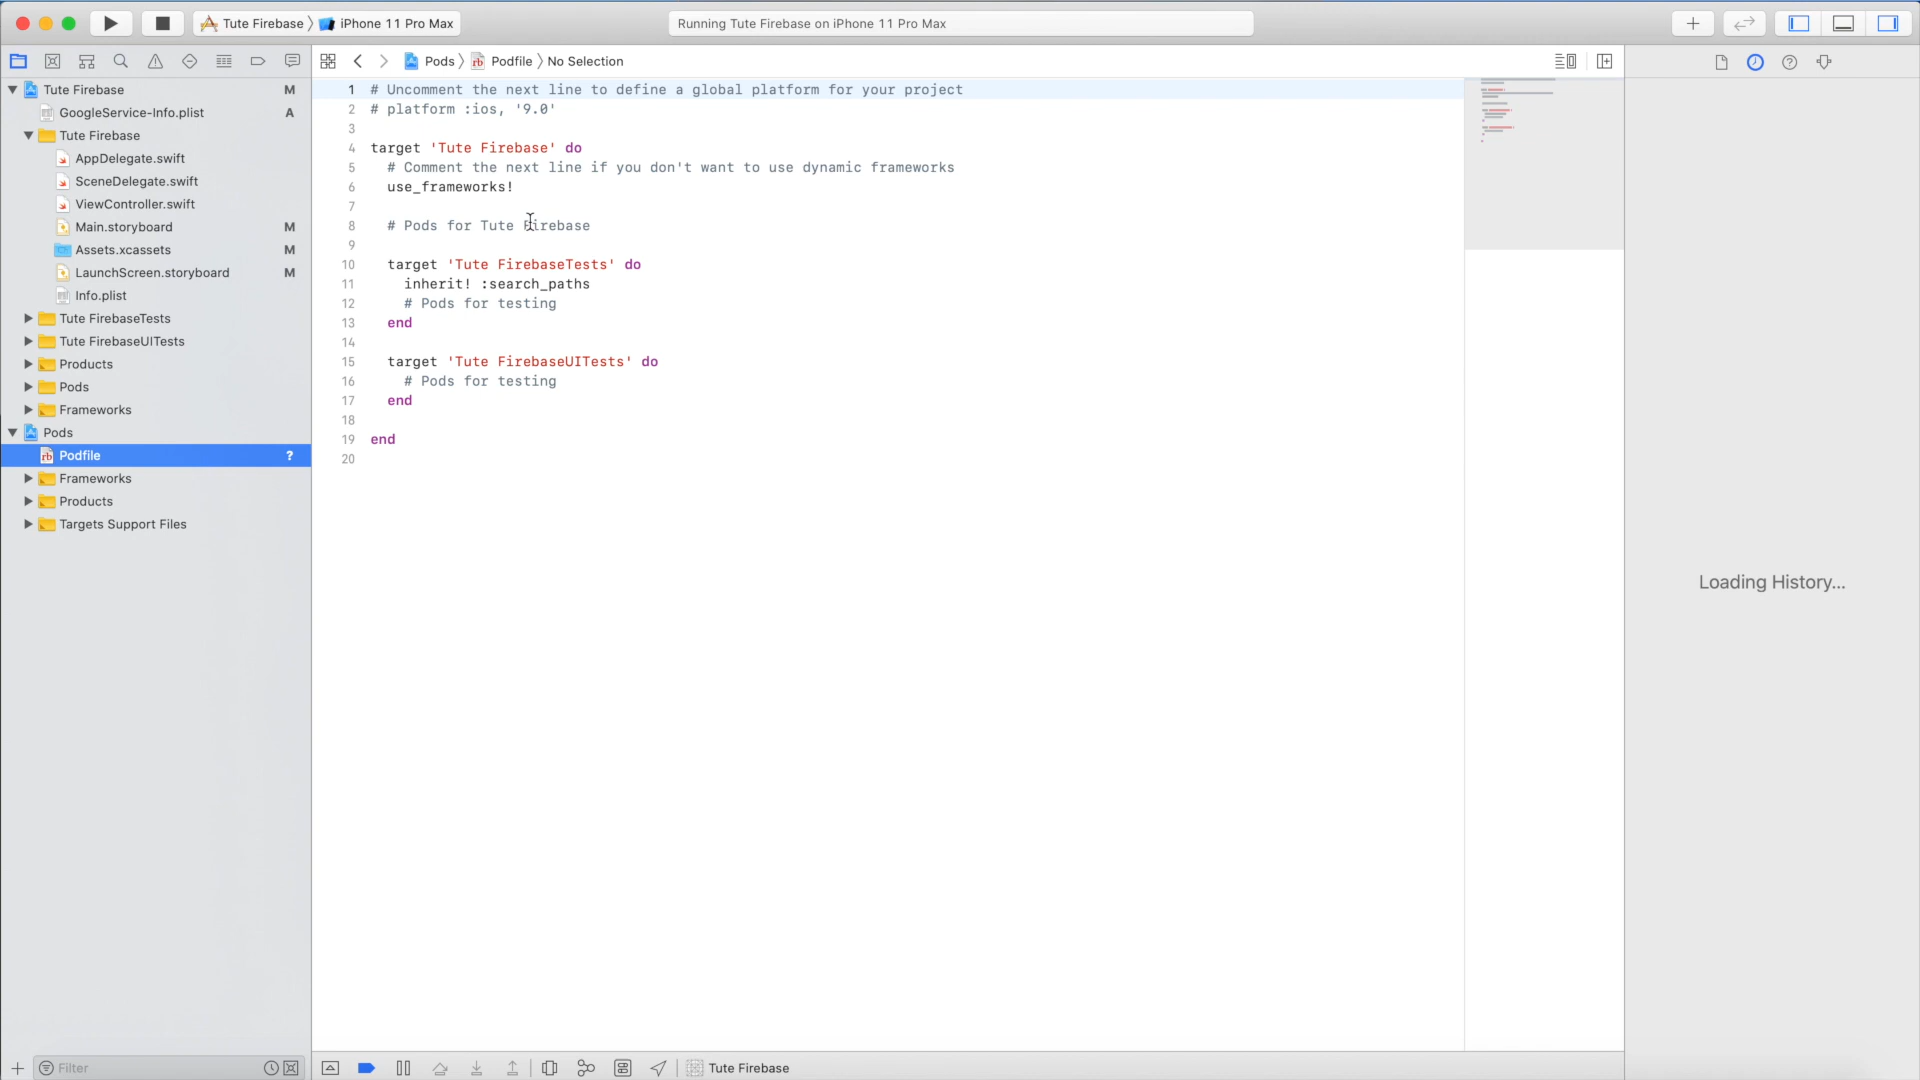 Tute Firebase iPhone 11 Pro Max
Running Tute Firebase on iPhone 11 Pro Max
Tute Firebase M
GoogleService-Info.plist A
Tute Firebase
AppDelegate.swift
SceneDelegate.swift
ViewController.swift
Main.storyboard M
Assets.xcassets M
LaunchScreen.storyboard M
Info.plist
Tute FirebaseTests
Tute FirebaseUITests
Products
Pods
Frameworks
Pods
rb Podfile ?
Frameworks
Products
Targets Support Files
Filter
Pods rb Podfile No Selection
1 # Uncomment the next line to define a global platform for your project
2 # platform :ios, '9.0'
3
4 target 'Tute Firebase' do
5 # Comment the next line if you don't want to use dynamic frameworks
6 use_frameworks!
7
8 # Pods for Tute Firebase
9
10 target 'Tute FirebaseTests' do
11 inherit! :search_paths
12 # Pods for testing
13 end
14
15 target 'Tute FirebaseUITests' do
16 # Pods for testing
17 end
18
19 end
20
Tute Firebase
Loading History...